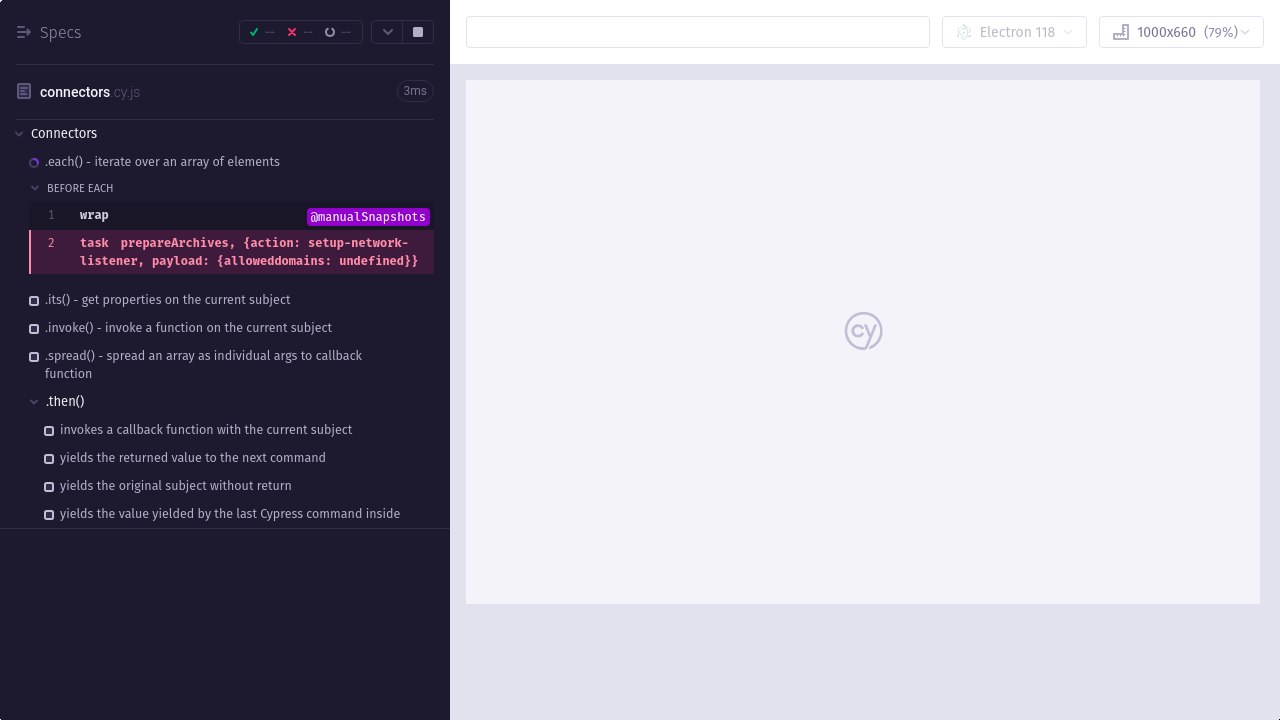 Specs
--
--
--
Electron 118
1000x660 (79%)
connectors.cy.js
3ms
Connectors
.each() - iterate over an array of elements
BEFORE EACH
1 wrap @manualSnapshots
2 task prepareArchives, {action: setup-network-
listener, payload: {alloweddomains: undefined}}
.its() - get properties on the current subject
.invoke() - invoke a function on the current subject
.spread() - spread an array as individual args to callback
function
.then()
invokes a callback function with the current subject
yields the returned value to the next command
yields the original subject without return
yields the value yielded by the last Cypress command inside
cy